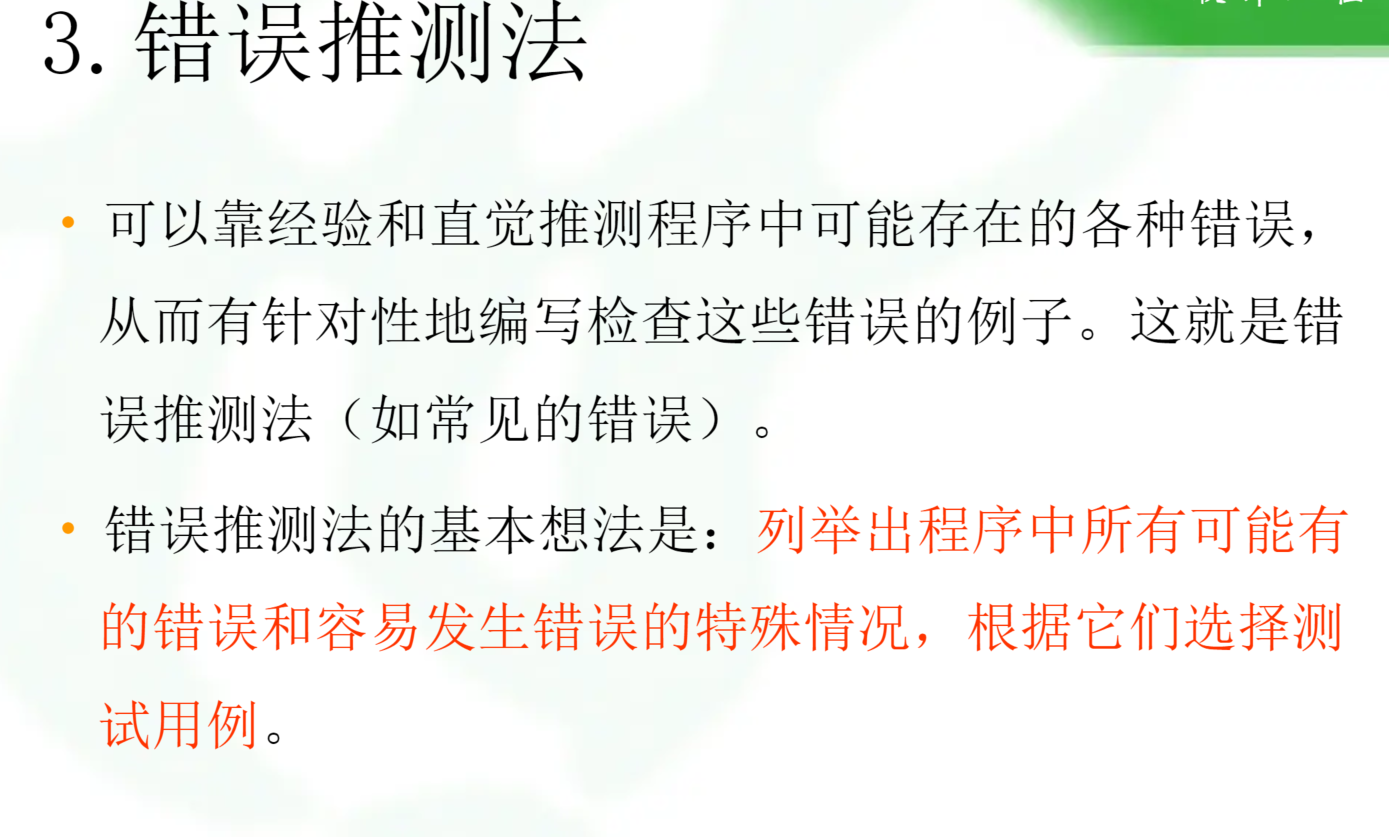 3. 错误推测法
• 可以靠经验和直觉推测程序中可能存在的各种错误，
从而有针对性地编写检查这些错误的例子。这就是错
误推测法（如常见的错误）。
• 错误推测法的基本想法是：列举出程序中所有可能有
的错误和容易发生错误的特殊情况，根据它们选择测
试用例。